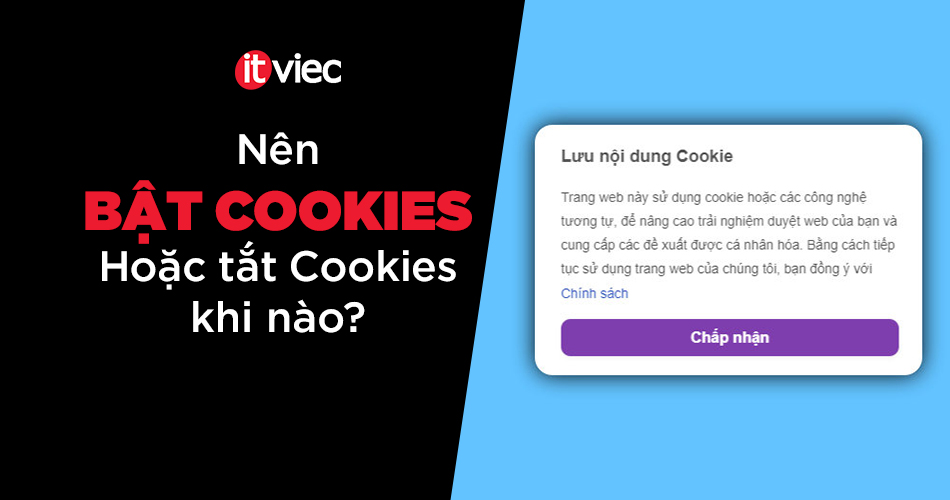 itviec
Nên
BẬT COOKIES
Hoặc tắt Cookies
khi nào?
Lưu nội dung Cookie
Trang web này sử dụng cookie hoặc các công nghệ
tương tự, để nâng cao trải nghiệm duyệt web của bạn và
cung cấp các đề xuất được cá nhân hóa. Bằng cách tiếp
tục sử dụng trang web của chúng tôi, bạn đồng ý với
Chính sách
Chấp nhận